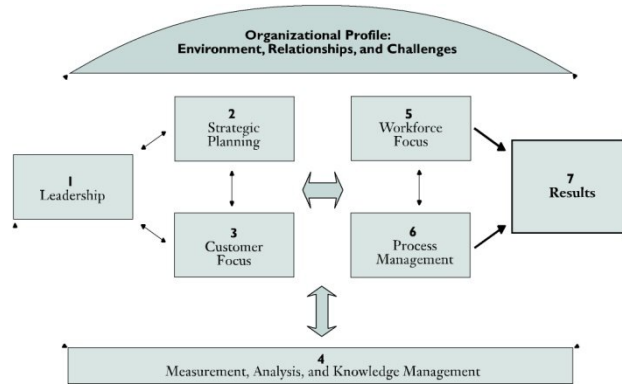 Organizational Profile:
Environment, Relationships, and Challenges
2
Strategic
Planning
5
Workforce
Focus
1
Leadership
7
Results
3
Customer
Focus
6
Process
Management
4
Measurement, Analysis, and Knowledge Management